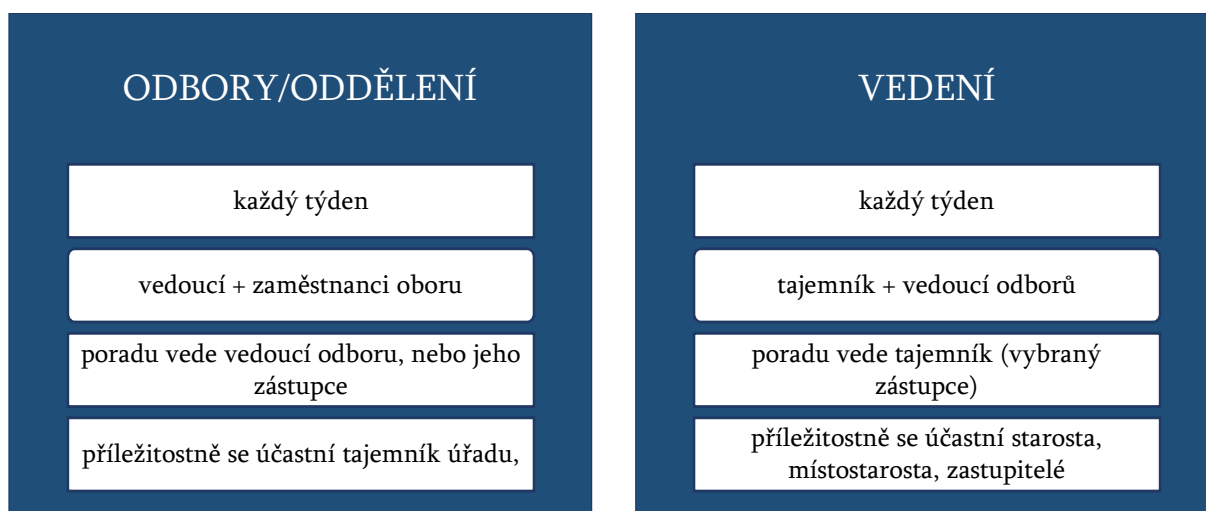 ODBORY/ODDĚLENÍ
každý týden
vedoucí + zaměstnanci oboru
poradu vede vedoucí odboru, nebo jeho
zástupce
příležitostně se účastní tajemník úřadu,
VEDENÍ
každý týden
tajemník + vedoucí odborů
poradu vede tajemník (vybraný
zástupce)
příležitostně se účastní starosta,
místostarosta, zastupitelé